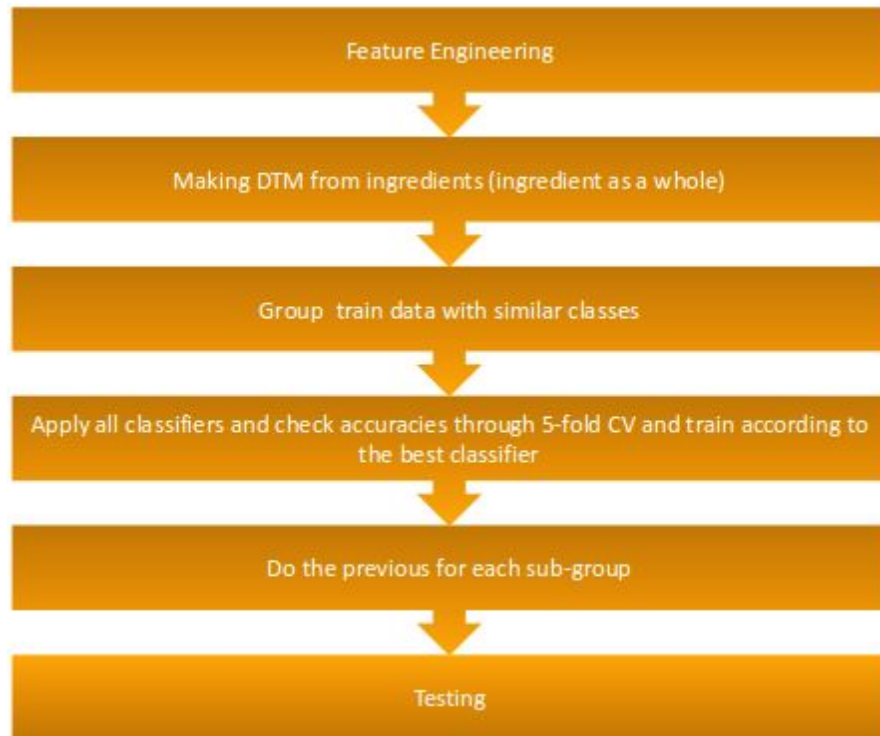 Feature Engineering
Making DTM from ingredients (ingredient as a whole)
Group train data with similar classes
Apply all classifiers and check accuracies through 5-fold CV and train according to
the best classifier
Do the previous for each sub-group
Testing